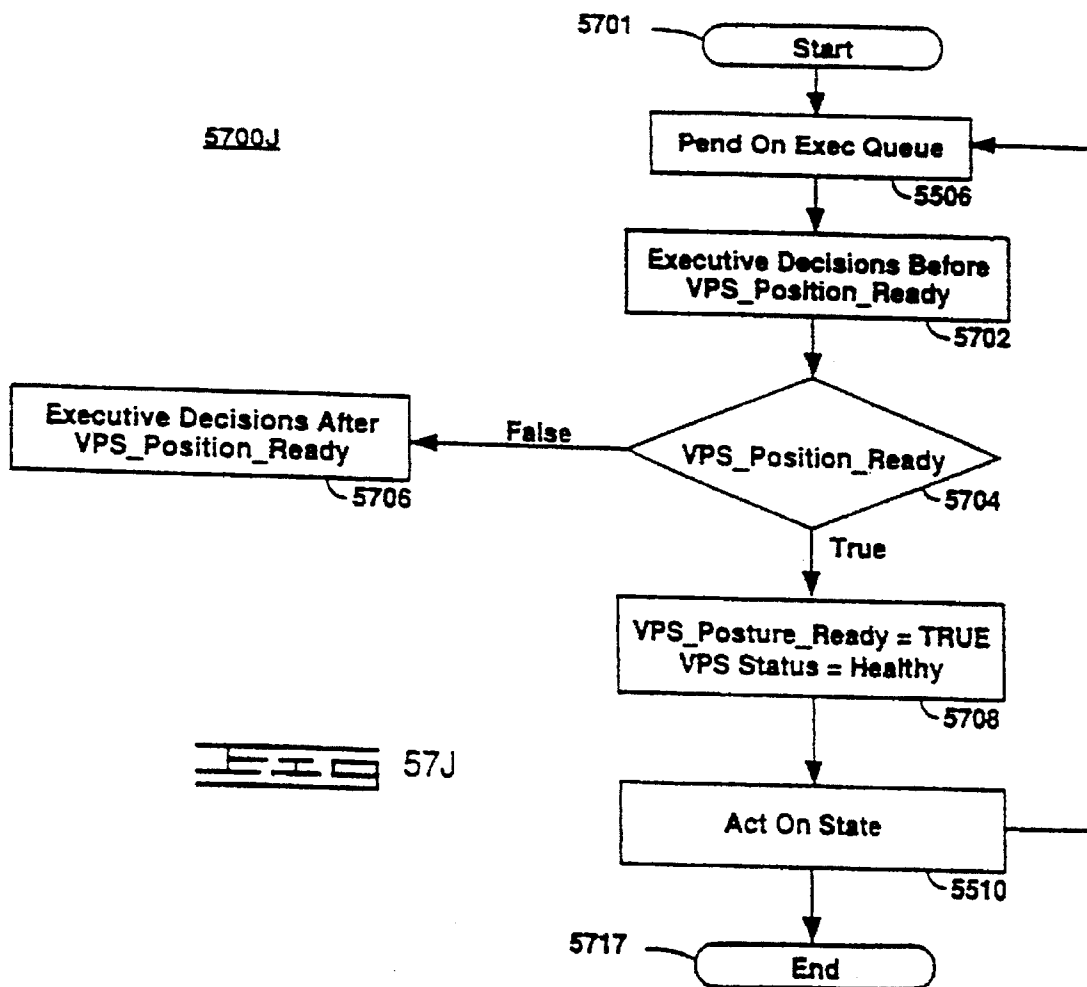 5701
Start
5700J
Pend On Exec Queue
5506
Executive Decisions Before
VPS_Position_Ready
5702
Executive Decisions After
VPS_Position_Ready
5706
False
VPS_Position_Ready
5704
True
VPS_Posture_Ready = TRUE
VPS Status = Healthy
5708
57J
Act On State
5510
5717
End